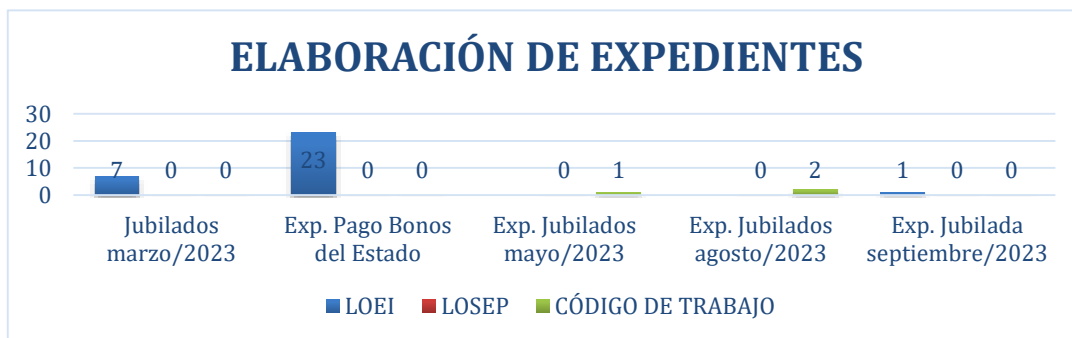 ELABORACIÓN DE EXPEDIENTES
30
20
10
0
7 0 0 23 0 0 0 1 0 2 1 0 0
Jubilados marzo/2023
Exp. Pago Bonos del Estado
Exp. Jubilados mayo/2023
Exp. Jubilados agosto/2023
Exp. Jubilada septiembre/2023
LOEI LOSEP CÓDIGO DE TRABAJO